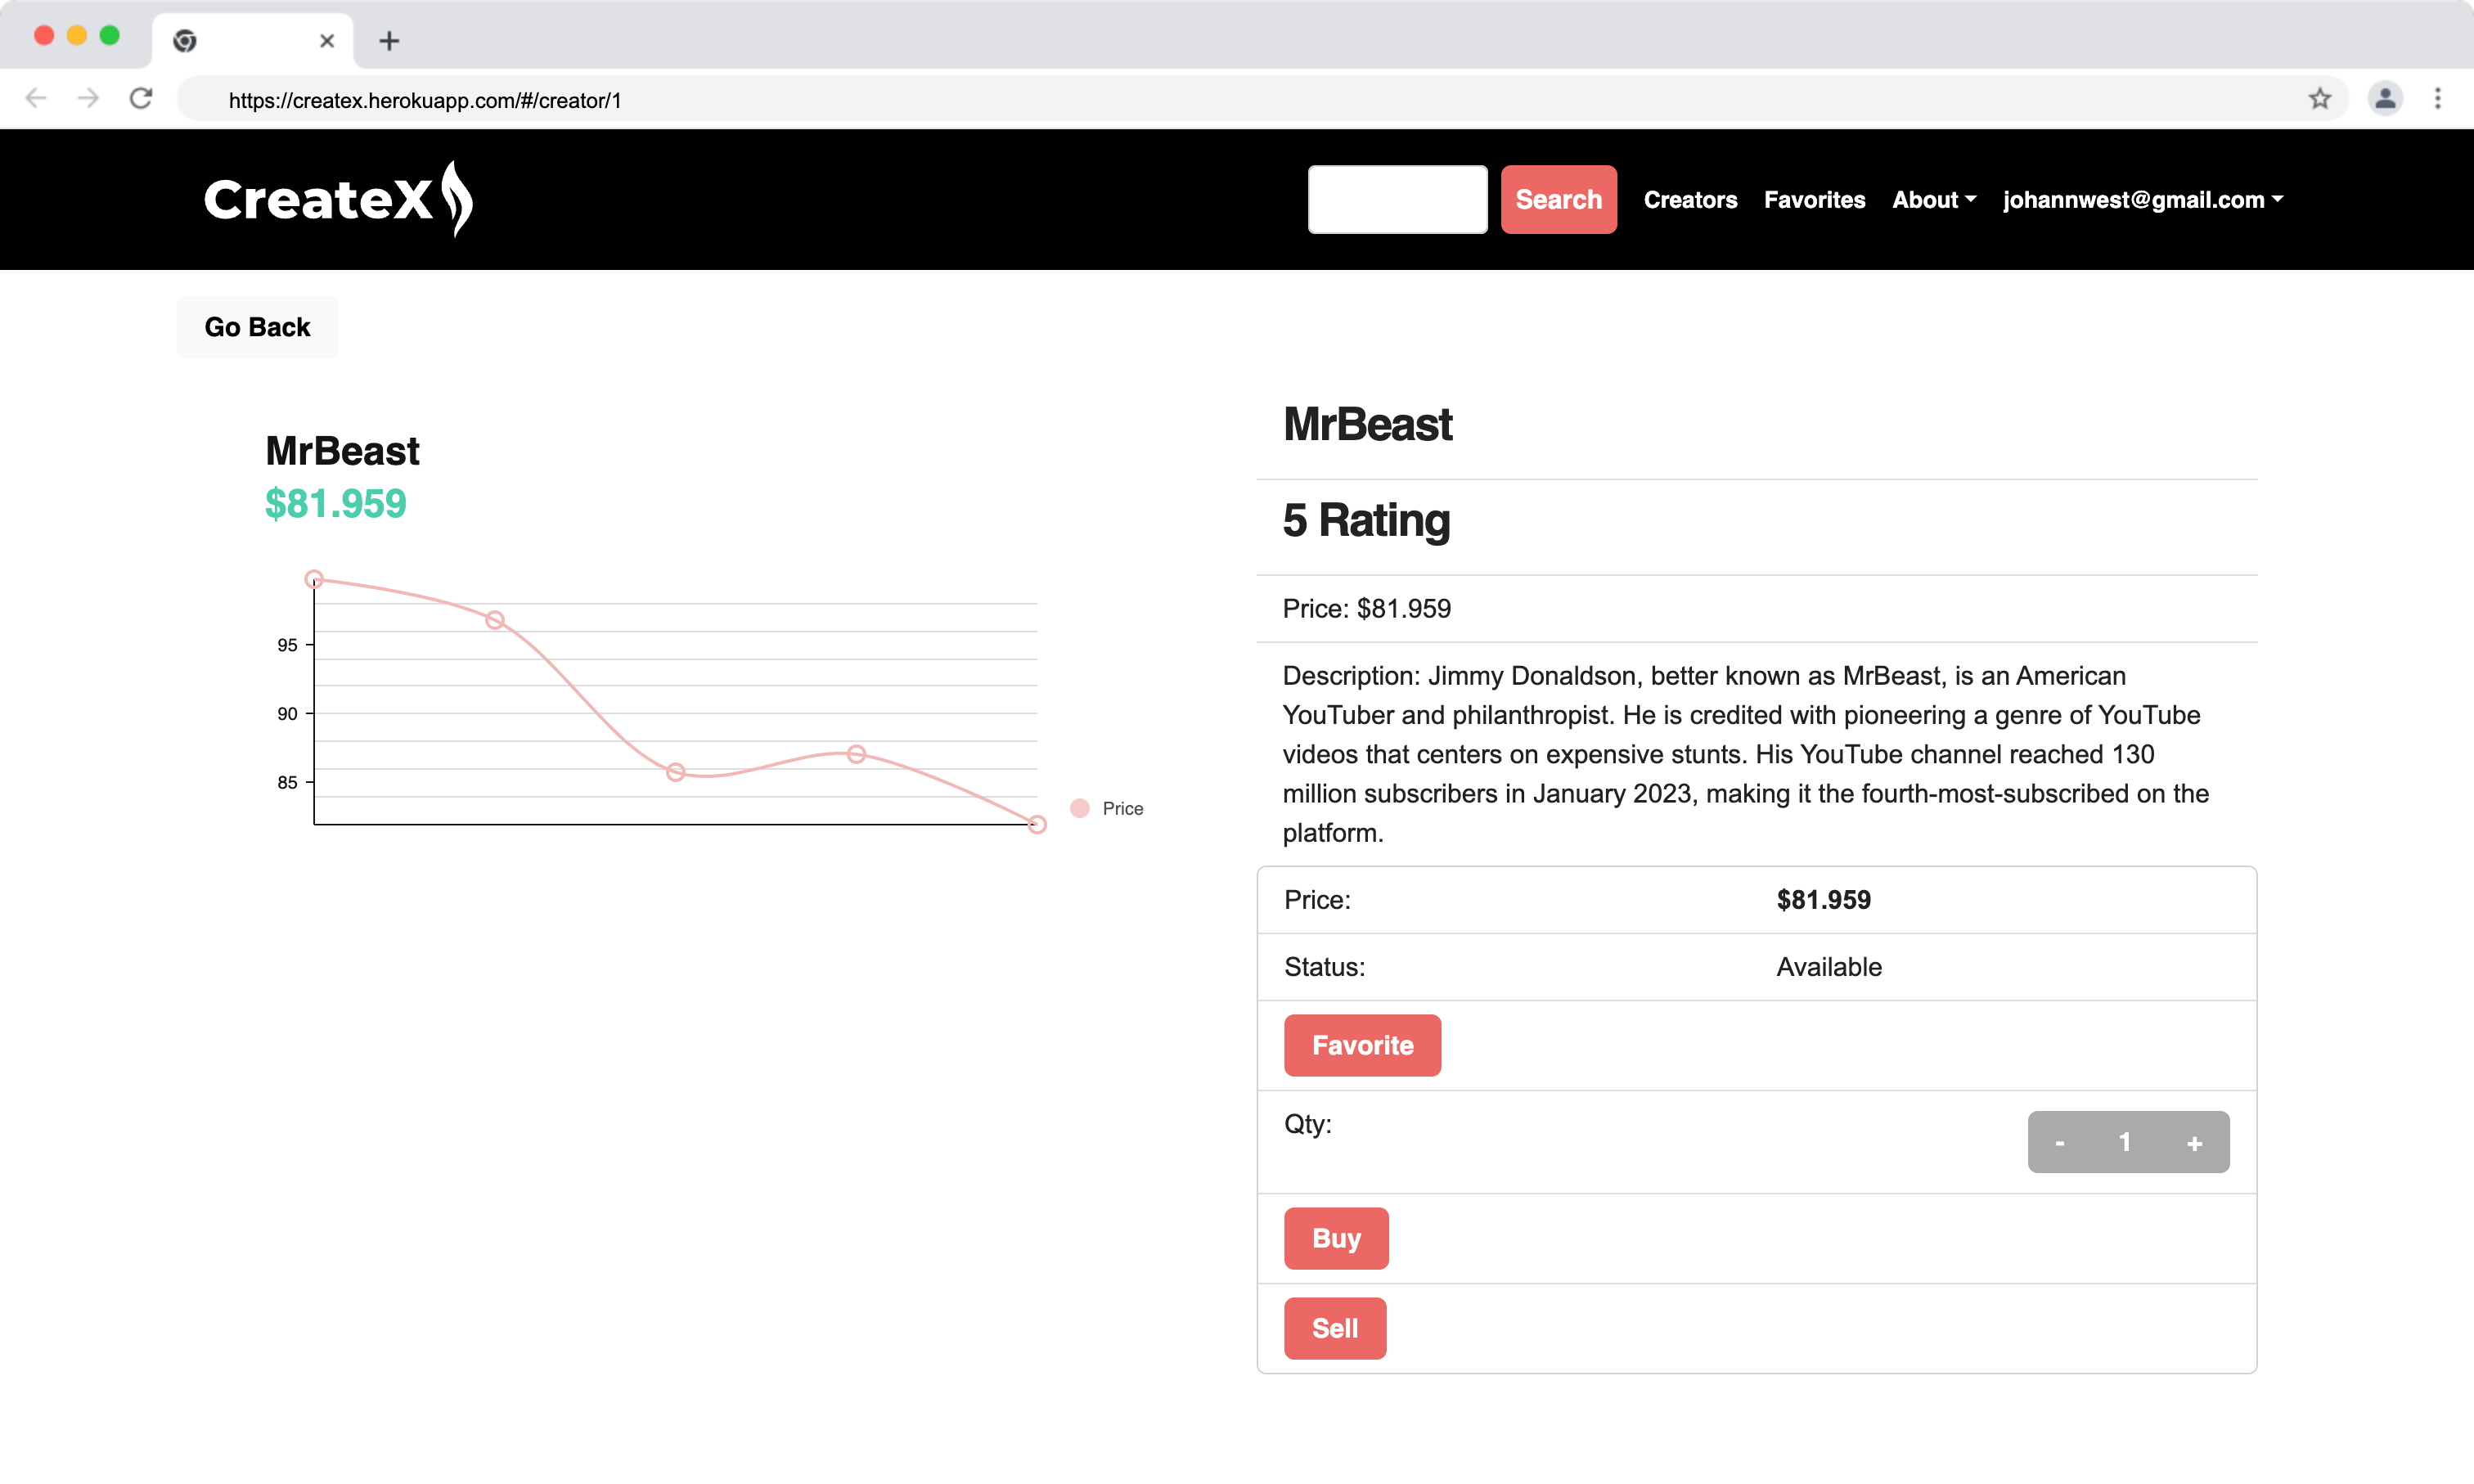 https://createx.herokuapp.com/#/creator/1
CreateX
Search Creators Favorites About johannwest@gmail.com
Go Back
MrBeast
$81.959
95
90
85
Price
MrBeast
5 Rating
Price: $81.959
Description: Jimmy Donaldson, better known as MrBeast, is an American
YouTuber and philanthropist. He is credited with pioneering a genre of YouTube
videos that centers on expensive stunts. His YouTube channel reached 130
million subscribers in January 2023, making it the fourth-most-subscribed on the
platform.
Price: $81.959
Status: Available
Favorite
Qty: - 1 +
Buy
Sell